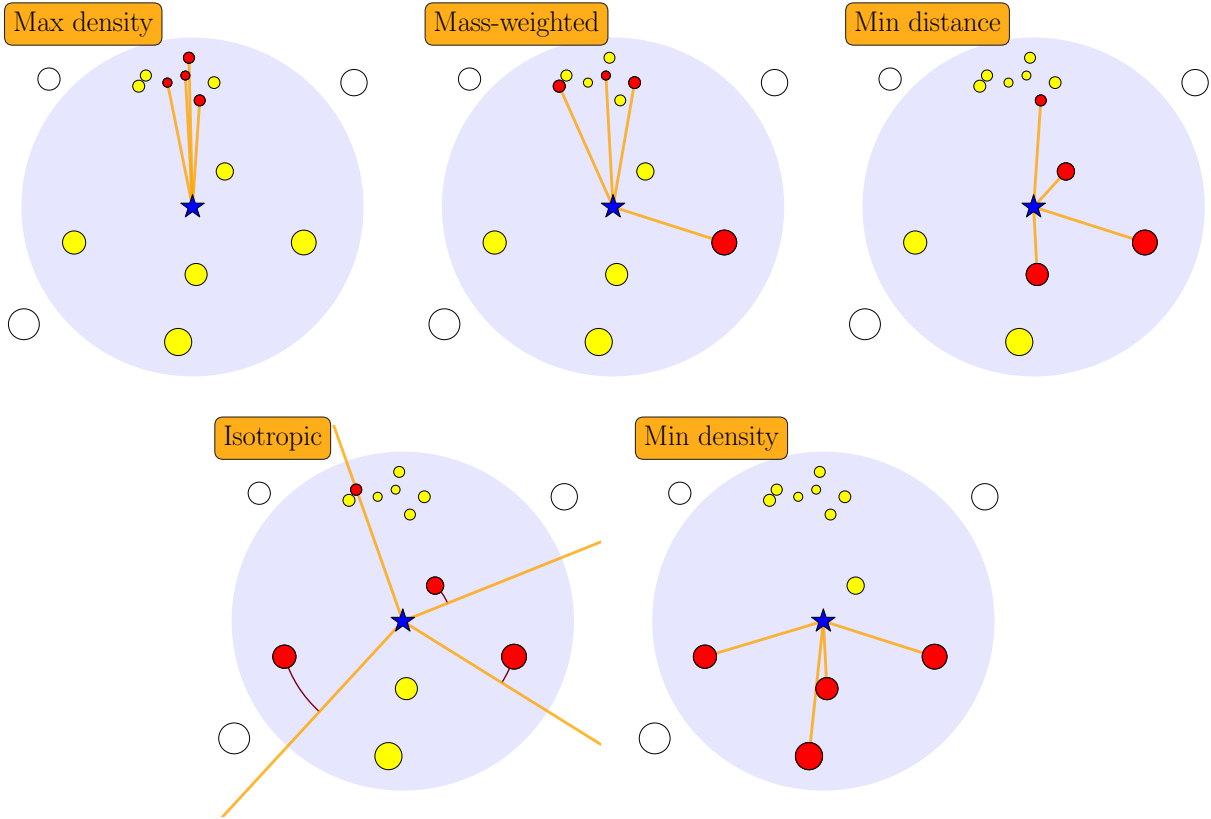 Max density
Mass-weighted
Min distance
Isotropic
Min density